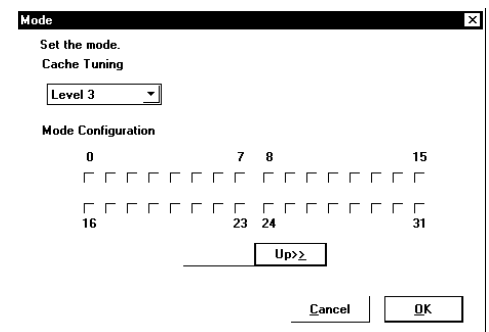 Mode
Set the mode.
Cache Tuning
Level 3
Mode Configuration
0 7 8 15
16 23 24 31
Up>>
Cancel OK